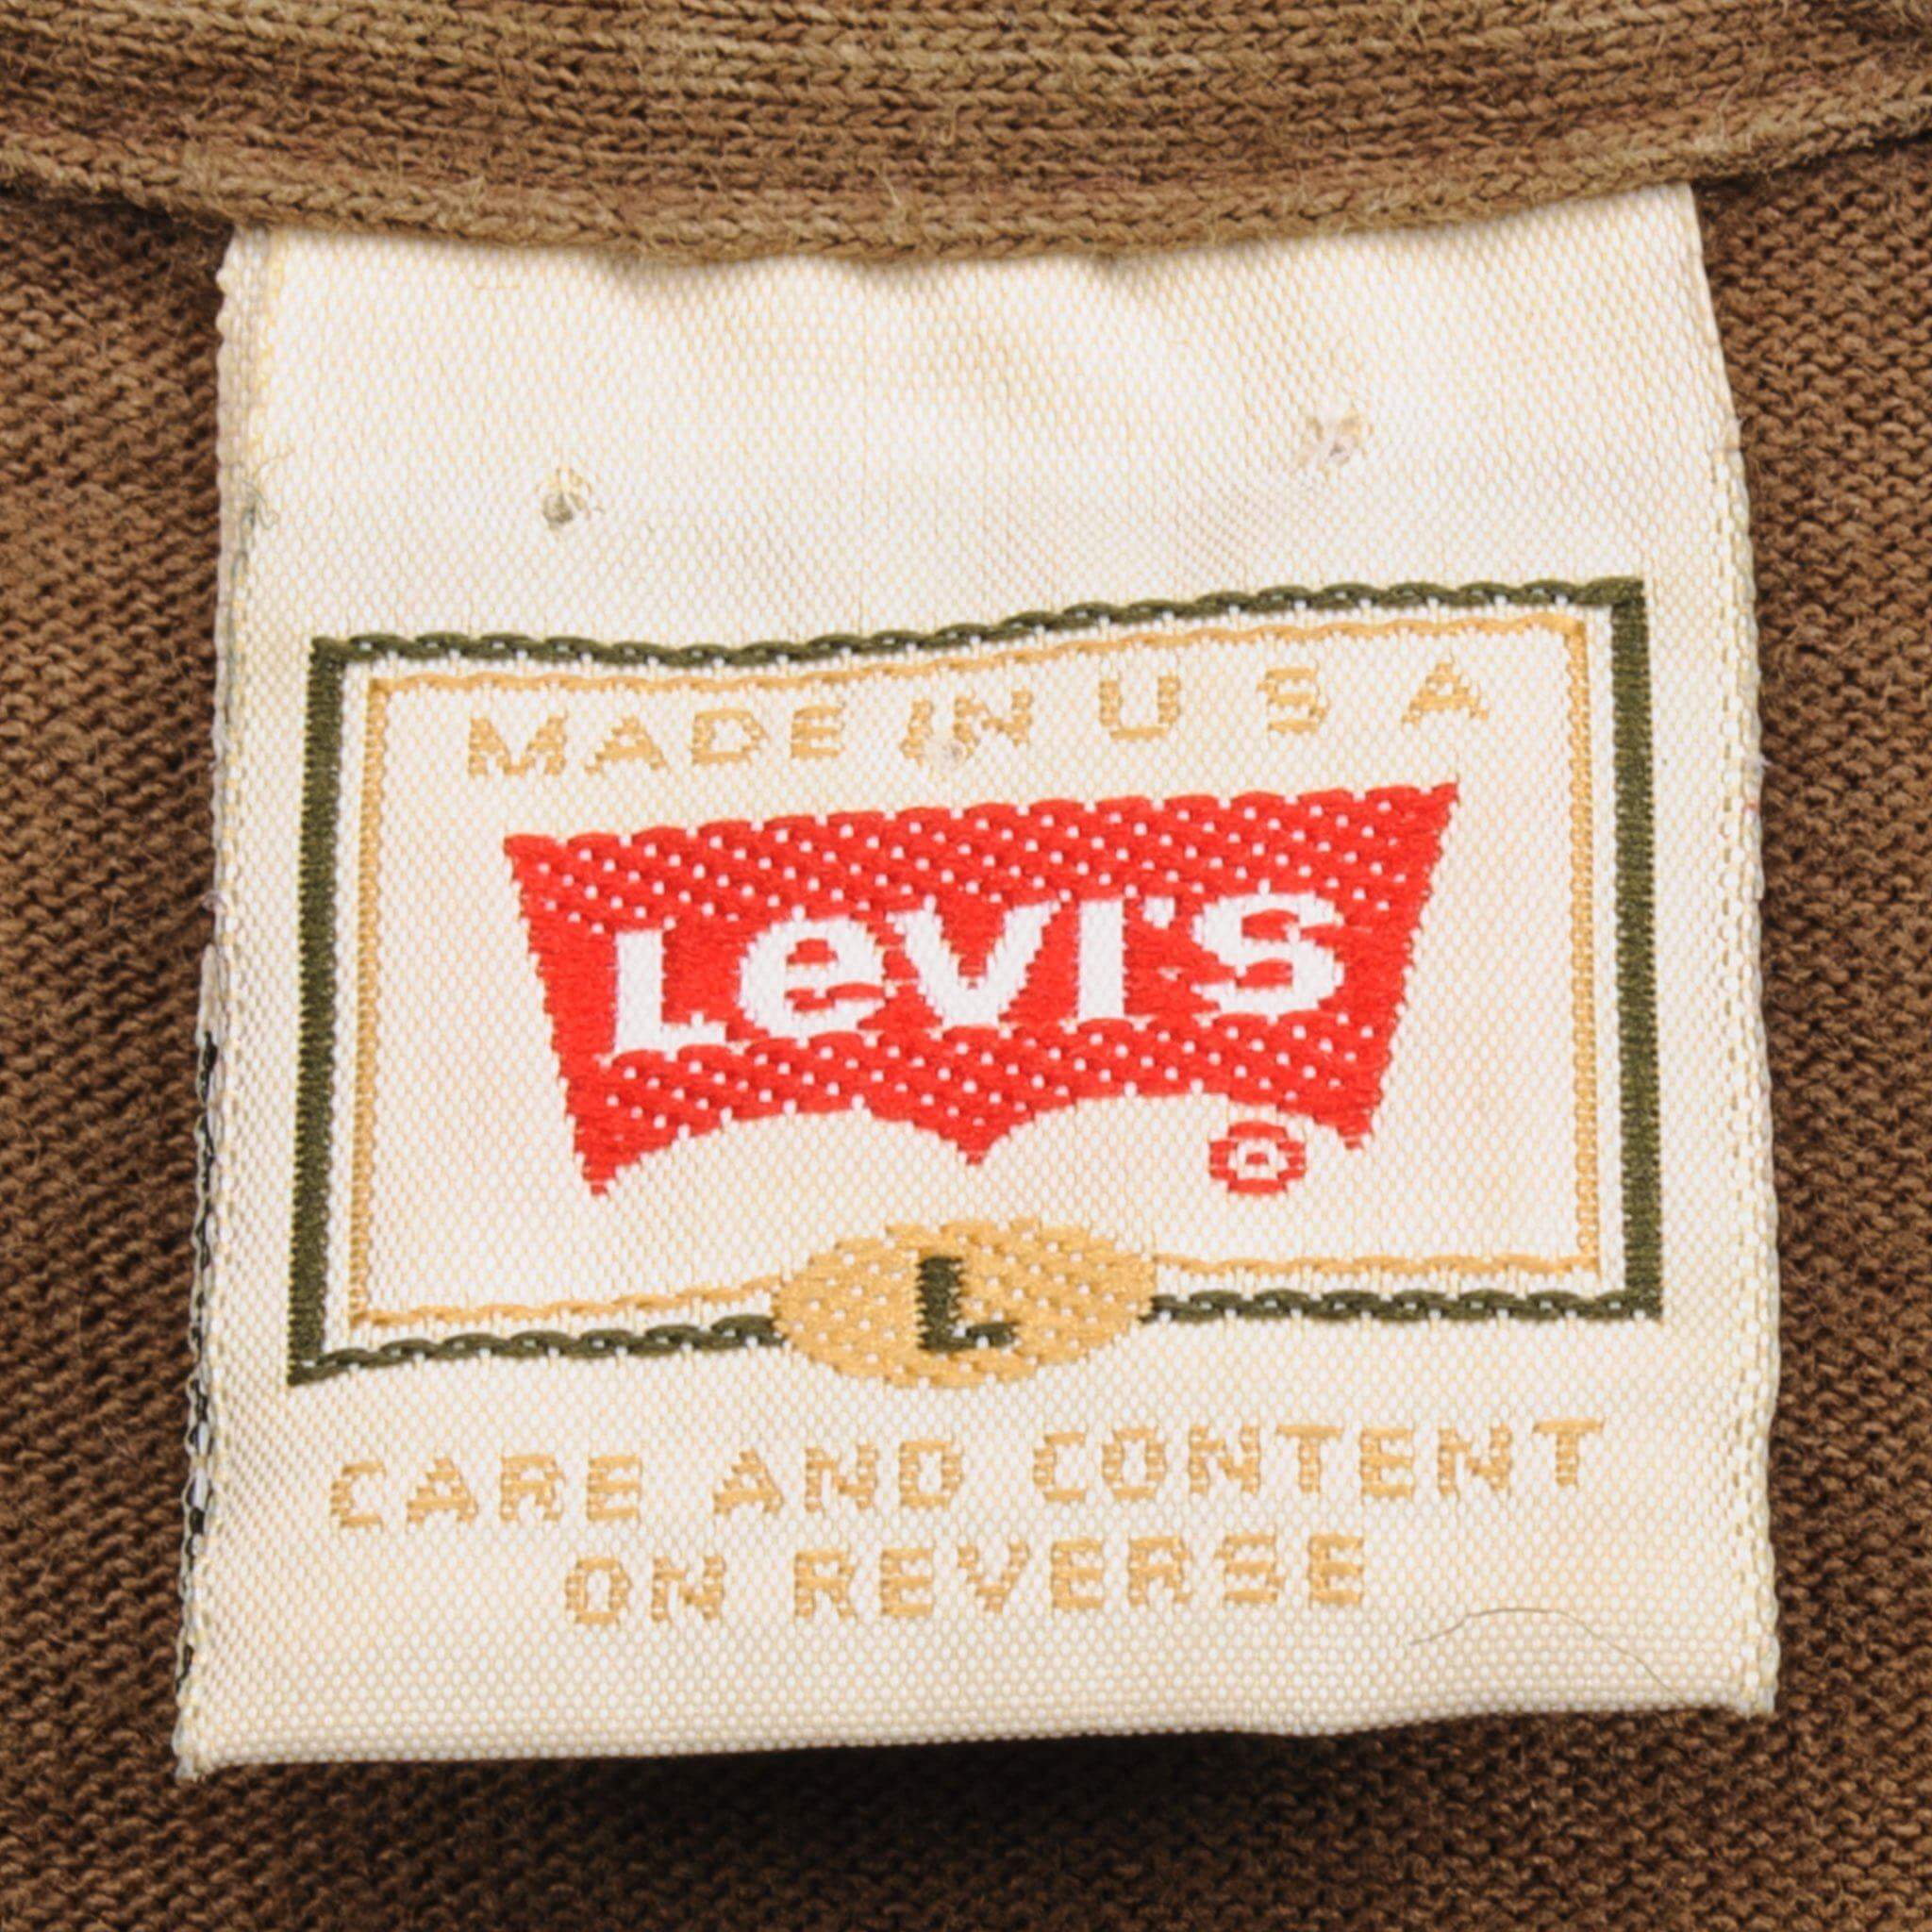 MADE IN U S A
Levi's
®
L
CARE AND CONTENT
ON REVERSE